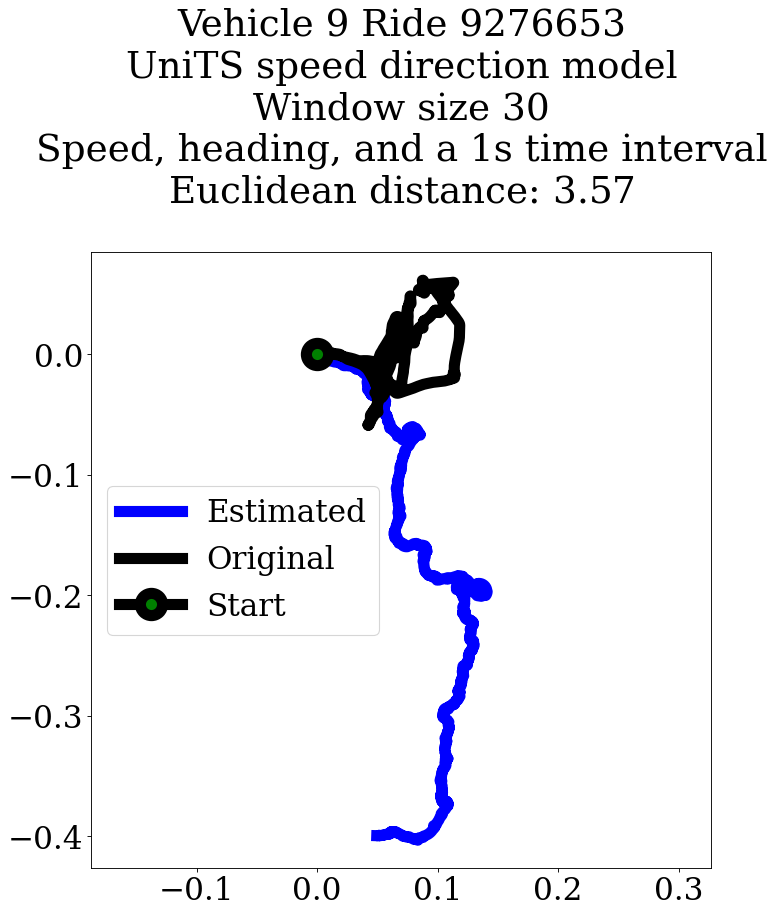 Vehicle 9 Ride 9276653
UniTS speed direction model
Window size 30
Speed, heading, and a 1s time interval
Euclidean distance: 3.57
0.0
−0.1
−0.2
−0.3
−0.4
Estimated
Original
Start
−0.1
0.0
0.1
0.2
0.3